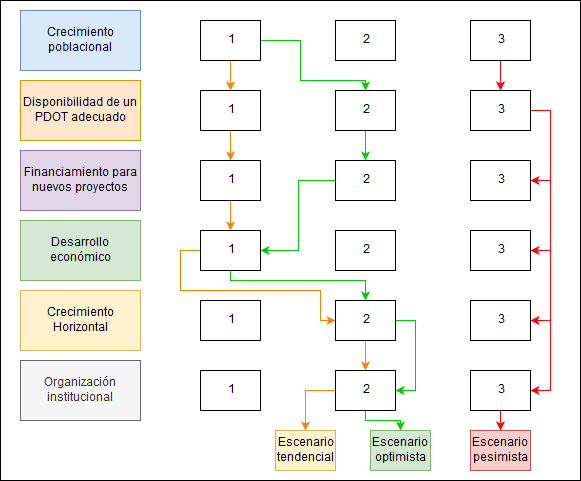 Crecimiento
poblacional
1
2
3
Disponibilidad de un
PDOT adecuado
1
2
3
Financiamiento para
nuevos proyectos
1
2
3
Desarrollo
económico
1
2
3
Crecimiento
Horizontal
1
2
3
Organización
institucional
1
2
3
Escenario
tendencial
Escenario
optimista
Escenario
pesimista